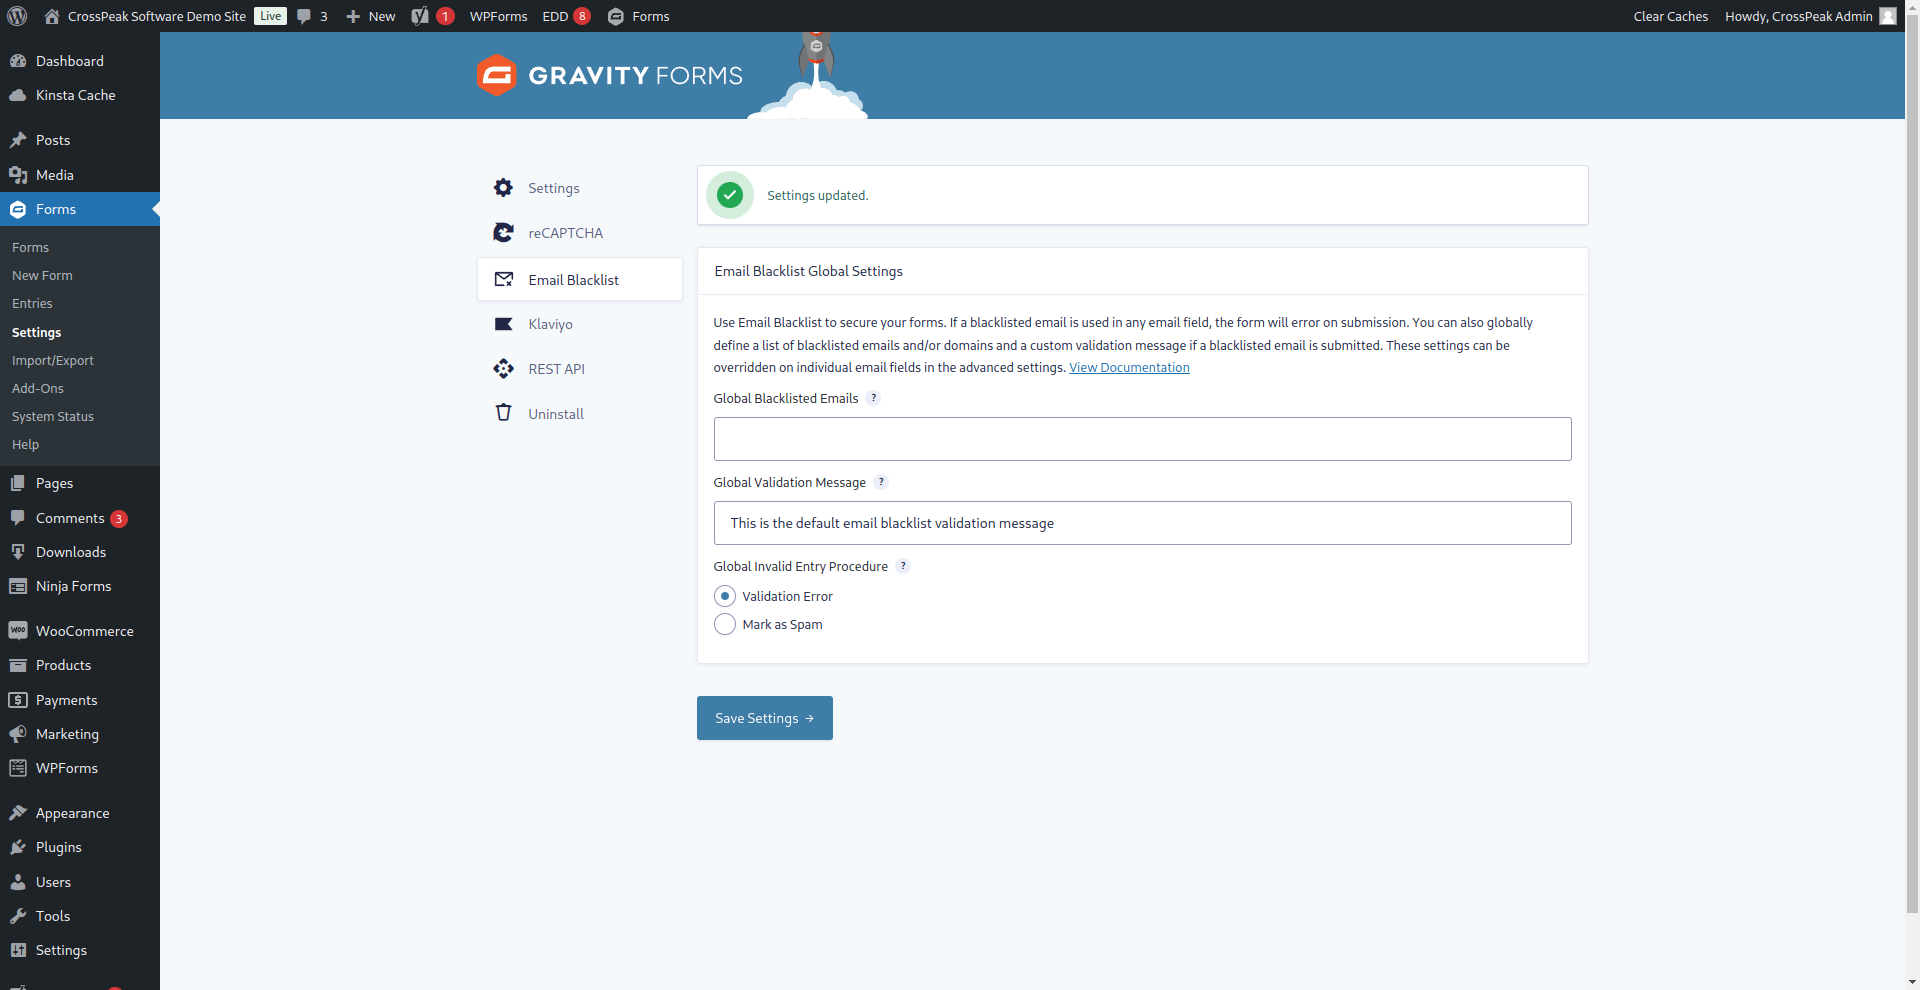 CrossPeak Software Demo Site Live 3 New 1 WPForms EDD 8 Forms Clear Caches Howdy, CrossPeak Admin
Dashboard
Kinsta Cache
Posts
Media
Forms
Forms
New Form
Entries
Settings
Import/Export
Add-Ons
System Status
Help
Pages
Comments 3
Downloads
Ninja Forms
WooCommerce
Products
Payments
Marketing
WPForms
Appearance
Plugins
Users
Tools
Settings
GRAVITY FORMS
Settings
reCAPTCHA
Email Blacklist
Klaviyo
REST API
Uninstall
Settings updated.
Email Blacklist Global Settings
Use Email Blacklist to secure your forms. If a blacklisted email is used in any email field, the form will error on submission. You can also globally
define a list of blacklisted emails and/or domains and a custom validation message if a blacklisted email is submitted. These settings can be
overridden on individual email fields in the advanced settings. View Documentation
Global Blacklisted Emails ?
Global Validation Message ?
This is the default email blacklist validation message
Global Invalid Entry Procedure ?
Validation Error
Mark as Spam
Save Settings →